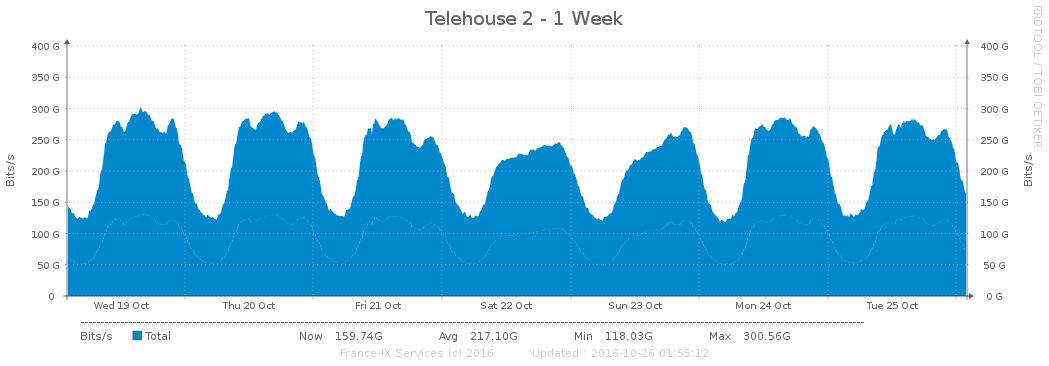 Telehouse 2 - 1 Week
RRDTOOL / TOBI OETIKER
400 G 400 G
350 G 350 G
300 G 300 G
250 G 250 G
200 G 200 G
150 G 150 G
100 G 100 G
50 G 50 G
0 0 G
Bits/s
Bits/s
Wed 19 Oct Thu 20 Oct Fri 21 Oct Sat 22 Oct Sun 23 Oct Mon 24 Oct Tue 25 Oct
Bits/s Total Now 159.74G Avg 217.10G Min 118.03G Max 300.56G
France-IX Services (c) 2016 Updated : 2016-10-26 01:55:12